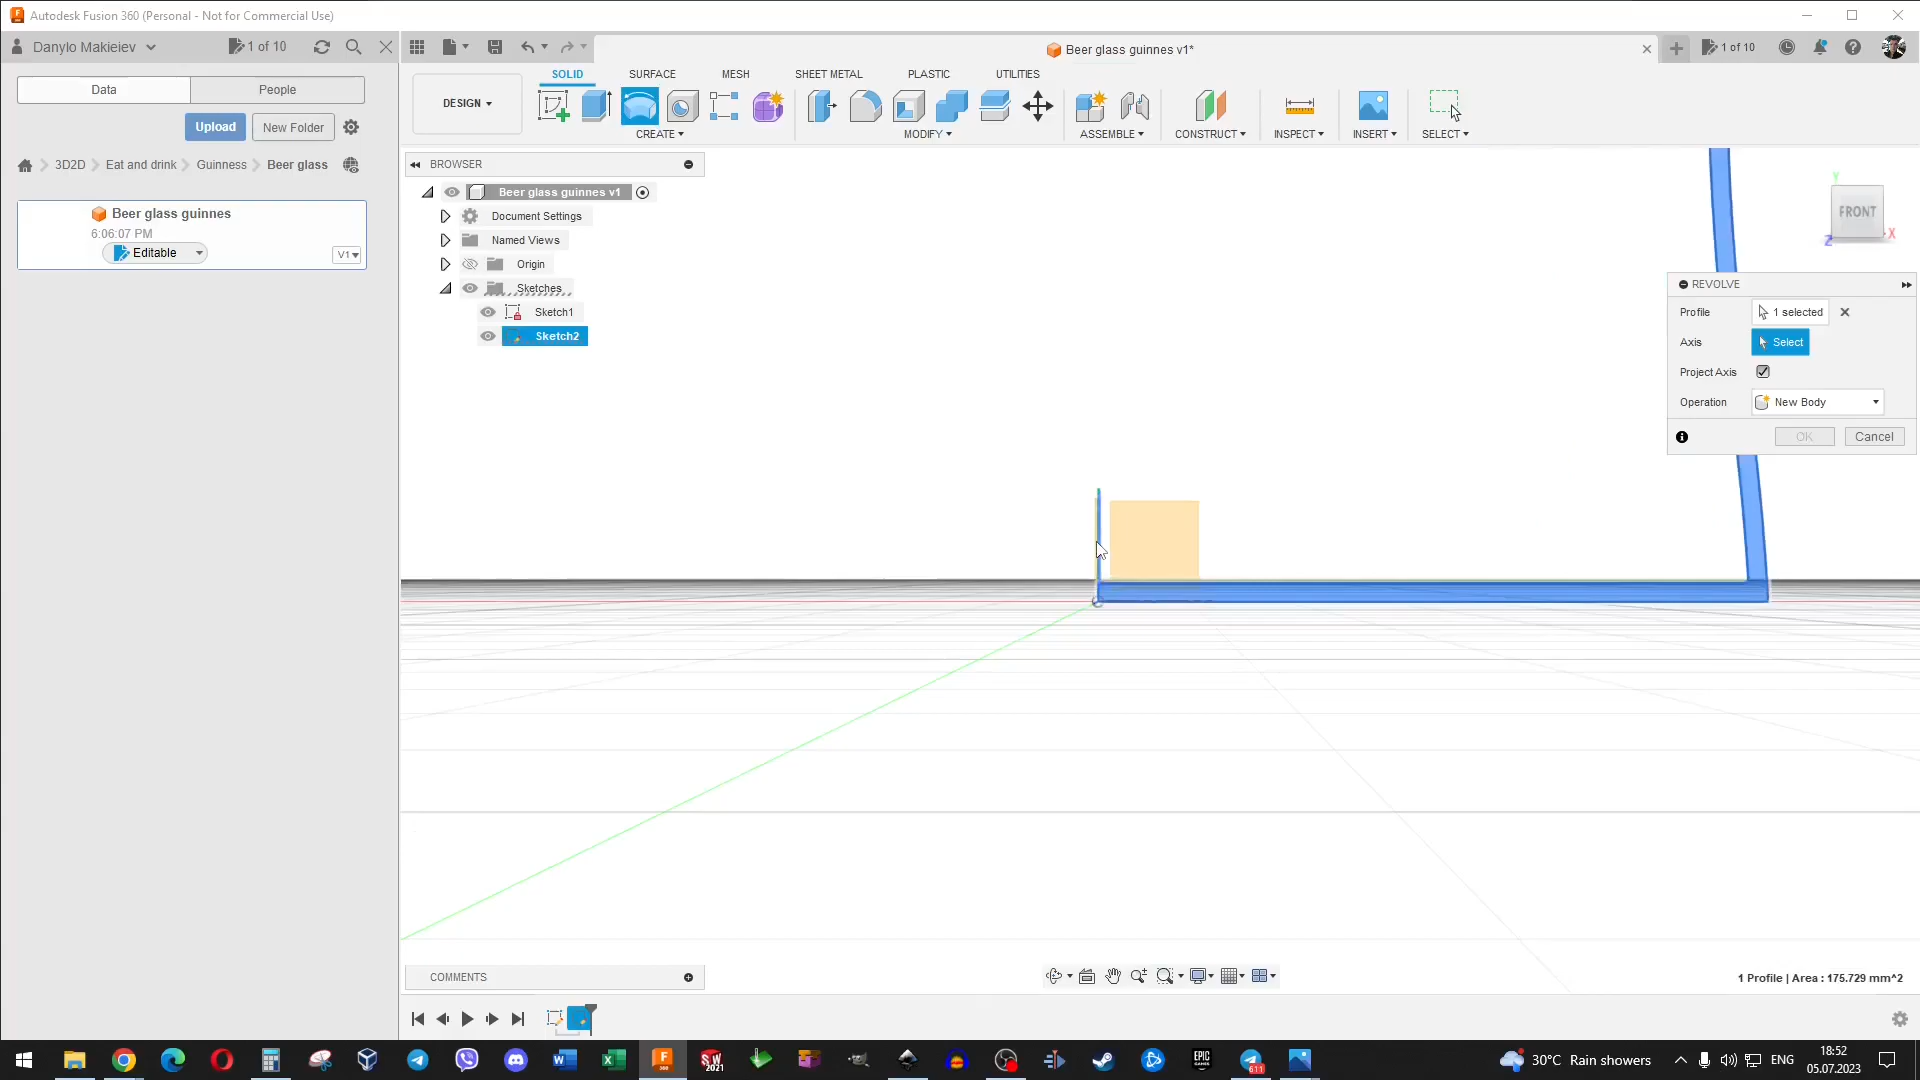 Autodesk Fusion 360 (Personal - Not for Commercial Use)
Danylo Makieiev
1 of 10
Beer glass guinnes v1*
1 of 10
Data
People
Upload
New Folder
3D2D
Eat and drink
Guinness
Beer glass
Beer glass guinnes
6:06:07 PM
Editable
V1
DESIGN
SOLID
SURFACE
MESH
SHEET METAL
PLASTIC
UTILITIES
CREATE
MODIFY
ASSEMBLE
CONSTRUCT
INSPECT
INSERT
SELECT
BROWSER
Beer glass guinnes v1
Document Settings
Named Views
Origin
Sketches
Sketch1
Sketch2
Y
FRONT
X
Z
REVOLVE
Profile
1 selected
Axis
Select
Project Axis
Operation
New Body
OK
Cancel
COMMENTS
1 Profile | Area : 175.729 mm^2
SW
2021
EPIC
GAMES
611
30°C Rain showers
ENG
18:52
05.07.2023